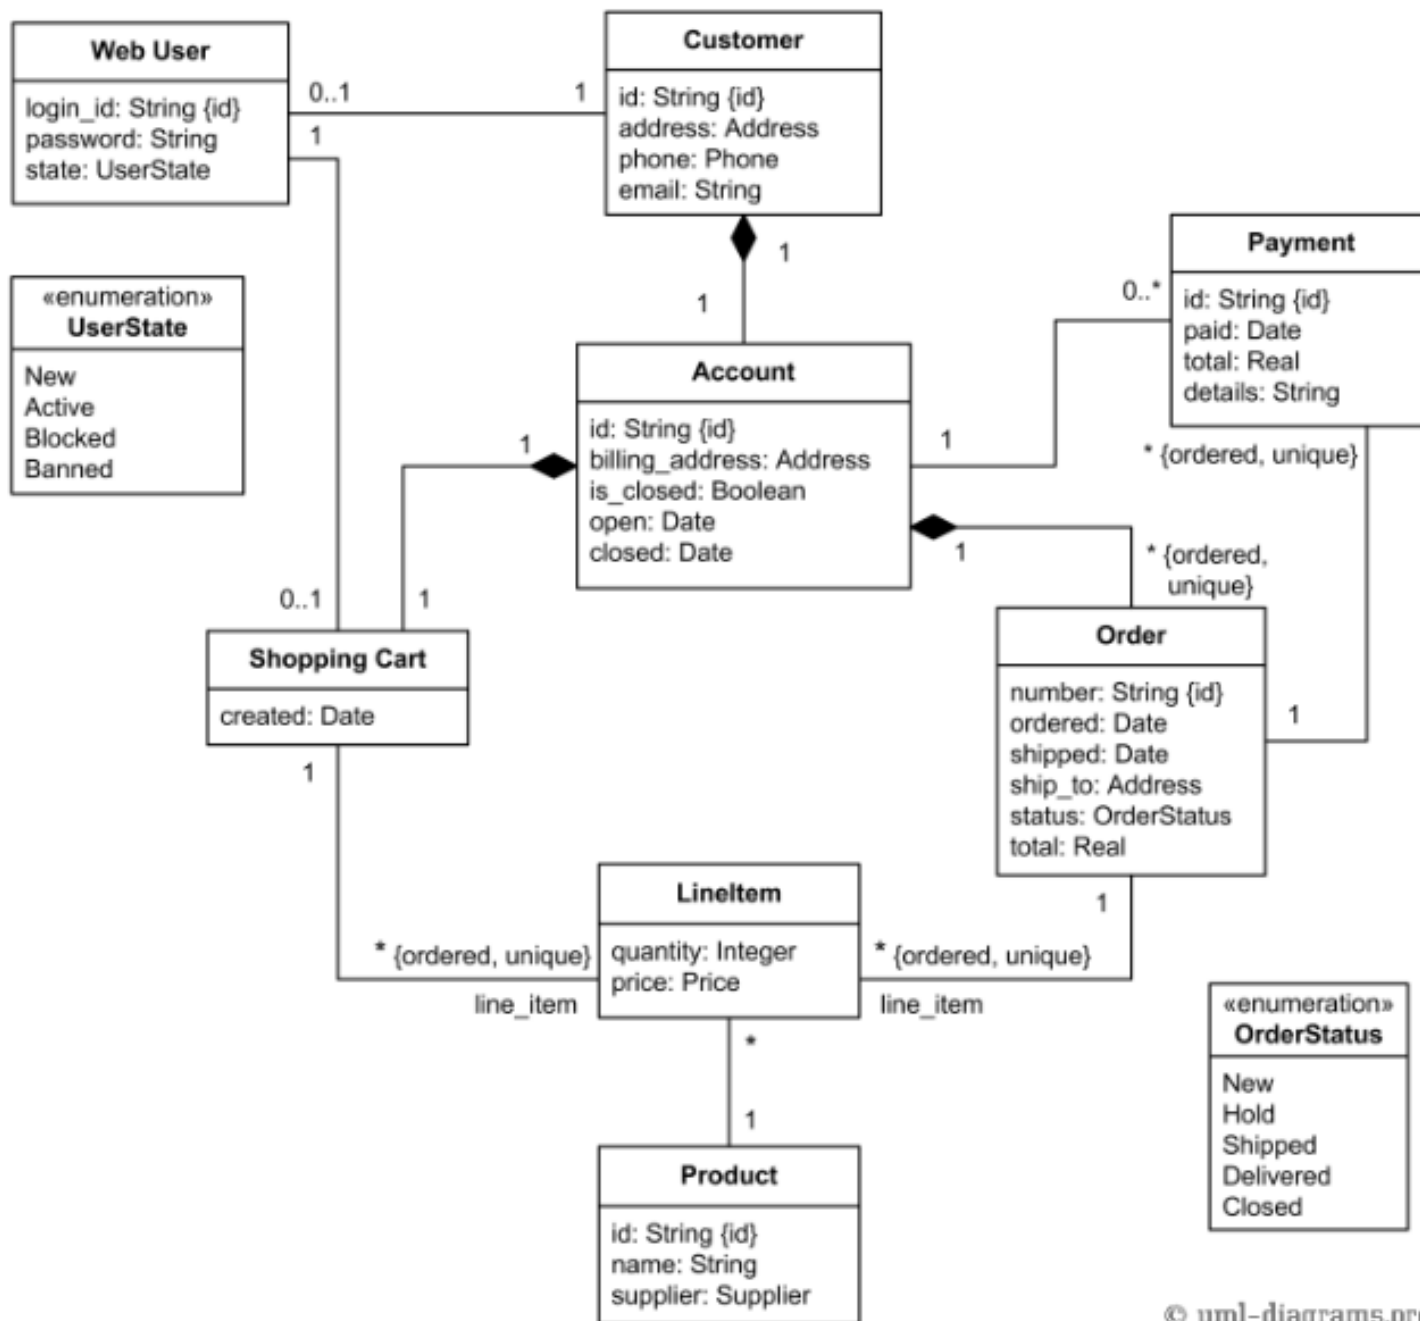 Web User
login_id: String {id}
password: String
state: UserState
0..1
1
1
Customer
id: String {id}
address: Address
phone: Phone
email: String
1
1
«enumeration»
UserState
New
Active
Blocked
Banned
Payment
id: String {id}
paid: Date
total: Real
details: String
0..*
1
* {ordered, unique}
1
Account
id: String {id}
billing_address: Address
is_closed: Boolean
open: Date
closed: Date
1
1
* {ordered,
unique}
0..1
1
Shopping Cart
created: Date
1
Order
number: String {id}
ordered: Date
shipped: Date
ship_to: Address
status: OrderStatus
total: Real
1
* {ordered, unique}
line_item
LineItem
quantity: Integer
price: Price
* {ordered, unique}
line_item
*
1
Product
id: String {id}
name: String
supplier: Supplier
«enumeration»
OrderStatus
New
Hold
Shipped
Delivered
Closed
© uml-diagrams.org